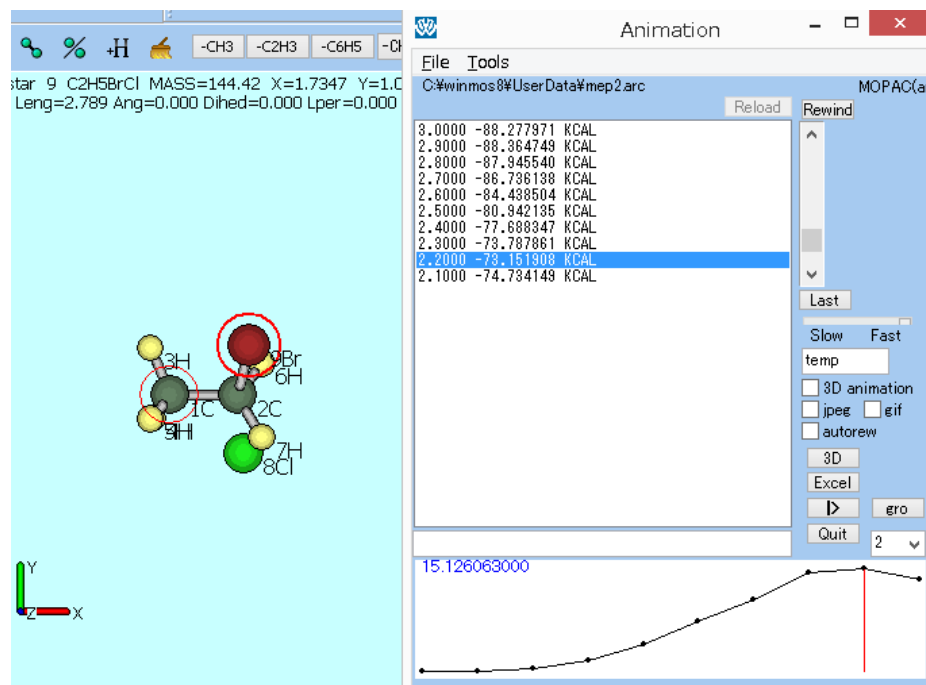 +H
-CH3
-C2H3
-C6H5
star 9 C2H5BrCl MASS=144.42 X=1.7347 Y=1.0
Leng=2.789 Ang=0.000 Dihed=0.000 Lper=0.000
3H
9Br
6H
1C
2C
7H
8Cl
Y
Z
X
Animation
File Tools
C:¥winmos8¥UserData¥mep2.arc
MOPAC(a
Reload
Rewind
3.0000 -88.277971 KCAL
2.9000 -88.364749 KCAL
2.8000 -87.945540 KCAL
2.7000 -86.736138 KCAL
2.6000 -84.438504 KCAL
2.5000 -80.942135 KCAL
2.4000 -77.688347 KCAL
2.3000 -73.787861 KCAL
2.2000 -73.151908 KCAL
2.1000 -74.734149 KCAL
Last
Slow Fast
temp
3D animation
jpeg gif
autorew
3D
Excel
|> gro
Quit
2
15.126063000